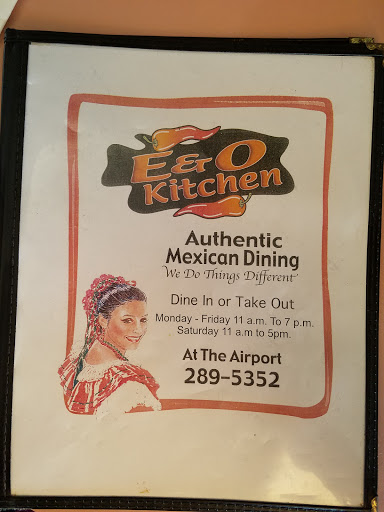 E & O
Kitchen
Authentic
Mexican Dining
We Do Things Different
Dine In or Take Out
Monday - Friday 11 a.m. To 7 p.m.
Saturday 11 a.m to 5pm.
At The Airport
289-5352